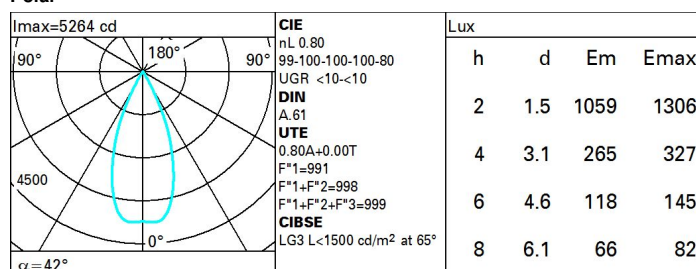 Imax=5264 cd
90°
180°
90°
4500
0°
α=42°
CIE
nL 0.80
99-100-100-100-80
UGR <10-<10
DIN
A.61
UTE
0.80A+0.00T
F"1=991
F"1+F"2=998
F"1+F"2+F"3=999
CIBSE
LG3 L<1500 cd/m² at 65°
Lux
h d Em Emax
2 1.5 1059 1306
4 3.1 265 327
6 4.6 118 145
8 6.1 66 82